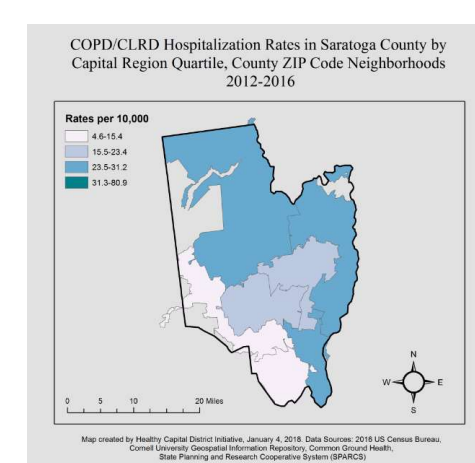 COPD/CLRD Hospitalization Rates in Saratoga County by
Capital Region Quartile, County ZIP Code Neighborhoods
2012-2016
Rates per 10,000
4.6-15.4
15.5-23.4
23.5-31.2
31.3-80.9
N
W E
S
0 5 10 20 Miles
Map created by Healthy Capital District Initiative, January 4, 2018. Data Sources: 2016 US Census Bureau,
Cornell University Geospatial Information Repository, Common Ground Health,
State Planning and Research Cooperative System (SPARCS)